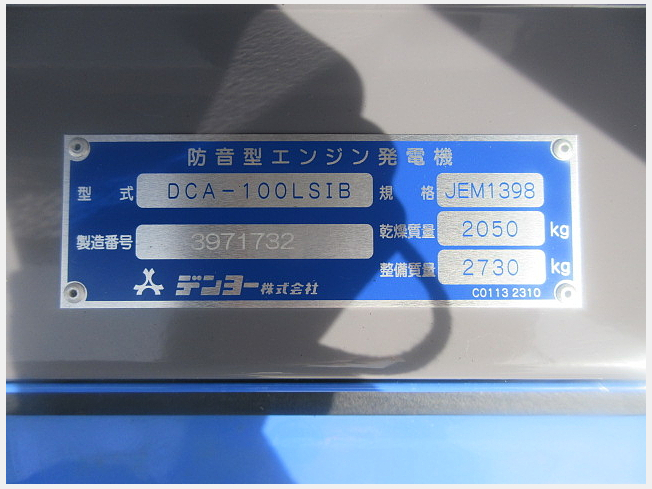 防音型エンジン発電機
型式 DCA-100LSIB 規格 JEM1398
製造番号 3971732 乾燥質量 2050 kg
整備質量 2730 kg
デンヨー株式会社 C0113 2310